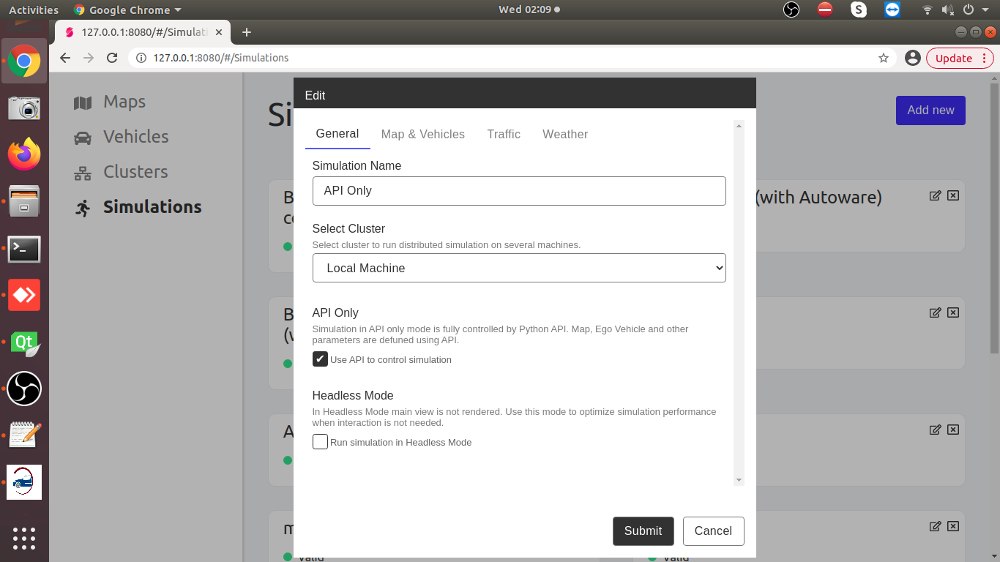 Activities
Google Chrome
Wed 02:09
127.0.0.1:8080/#/Simulati
127.0.0.1:8080/#/Simulations
Update
Maps
Vehicles
Clusters
Simulations
Si
Add new
Edit
General
Map & Vehicles
Traffic
Weather
Simulation Name
API Only
Select Cluster
Select cluster to run distributed simulation on several machines.
Local Machine
API Only
Simulation in API only mode is fully controlled by Python API. Map, Ego Vehicle and other
parameters are defuned using API.
Use API to control simulation
Headless Mode
In Headless Mode main view is not rendered. Use this mode to optimize simulation performance
when interaction is not needed.
Run simulation in Headless Mode
Submit
Cancel
B
(with Autoware)
B
(w
A
m
Valid
Valid
Qt